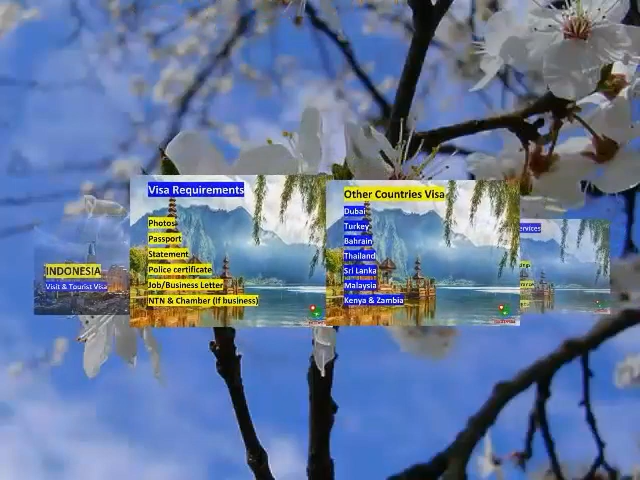 INDONESIA
Visit & Tourist Visa
Visa Requirements
Photos
Passport
Statement
Police certificate
Job/Business Letter
NTN & Chamber (If business)
Other Countries Visa
Dubai
Turkey
Bahrain
Thailand
Sri Lanka
Malaysia
Kenya & Zambia